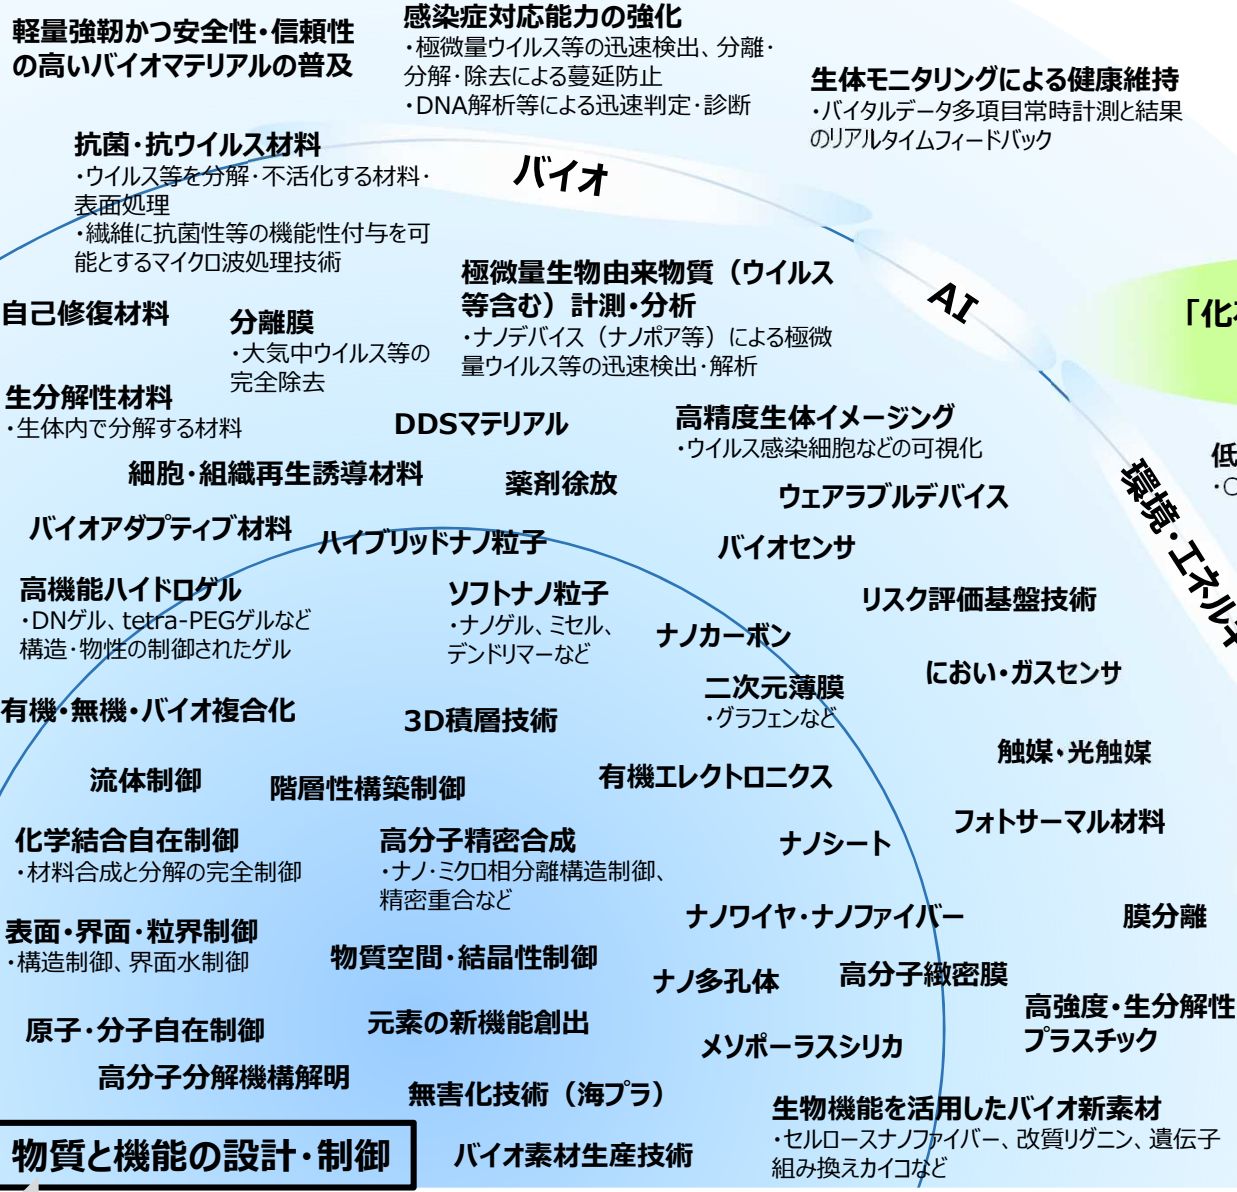 軽量強靭かつ安全性・信頼性
の高いバイオマテリアルの普及
感染症対応能力の強化
・極微量ウイルス等の迅速検出、分離・
分解・除去による蔓延防止
・DNA解析等による迅速判定・診断
生体モニタリングによる健康維持
・バイタルデータ多項目常時計測と結果
のリアルタイムフィードバック
抗菌・抗ウイルス材料
・ウイルス等を分解・不活化する材料・
表面処理
・繊維に抗菌性等の機能性付与を可
能とするマイクロ波処理技術
バイオ
AI
環境・エネルギ
極微量生物由来物質（ウイルス
等含む）計測・分析
・ナノデバイス（ナノポア等）による極微
量ウイルス等の迅速検出・解析
「化
自己修復材料
分離膜
・大気中ウイルス等の
完全除去
生分解性材料
・生体内で分解する材料
DDSマテリアル
高精度生体イメージング
・ウイルス感染細胞などの可視化
低
細胞・組織再生誘導材料
薬剤徐放
ウェアラブルデバイス
バイオアダプティブ材料
ハイブリッドナノ粒子
バイオセンサ
高機能ハイドロゲル
・DNゲル、tetra-PEGゲルなど
構造・物性の制御されたゲル
ソフトナノ粒子
・ナノゲル、ミセル、
デンドリマーなど
リスク評価基盤技術
ナノカーボン
におい・ガスセンサ
二次元薄膜
・グラフェンなど
有機・無機・バイオ複合化
3D積層技術
触媒・光触媒
流体制御
階層性構築制御
有機エレクトロニクス
フォトサーマル材料
化学結合自在制御
・材料合成と分解の完全制御
高分子精密合成
・ナノ・ミクロ相分離構造制御、
精密重合など
ナノシート
表面・界面・粒界制御
・構造制御、界面水制御
ナノワイヤ・ナノファイバー
膜分離
物質空間・結晶性制御
ナノ多孔体
高分子緻密膜
高強度・生分解性
プラスチック
原子・分子自在制御
元素の新機能創出
メソポーラスシリカ
高分子分解機構解明
無害化技術（海プラ）
生物機能を活用したバイオ新素材
・セルロースナノファイバー、改質リグニン、遺伝子
組み換えカイコなど
物質と機能の設計・制御
バイオ素材生産技術